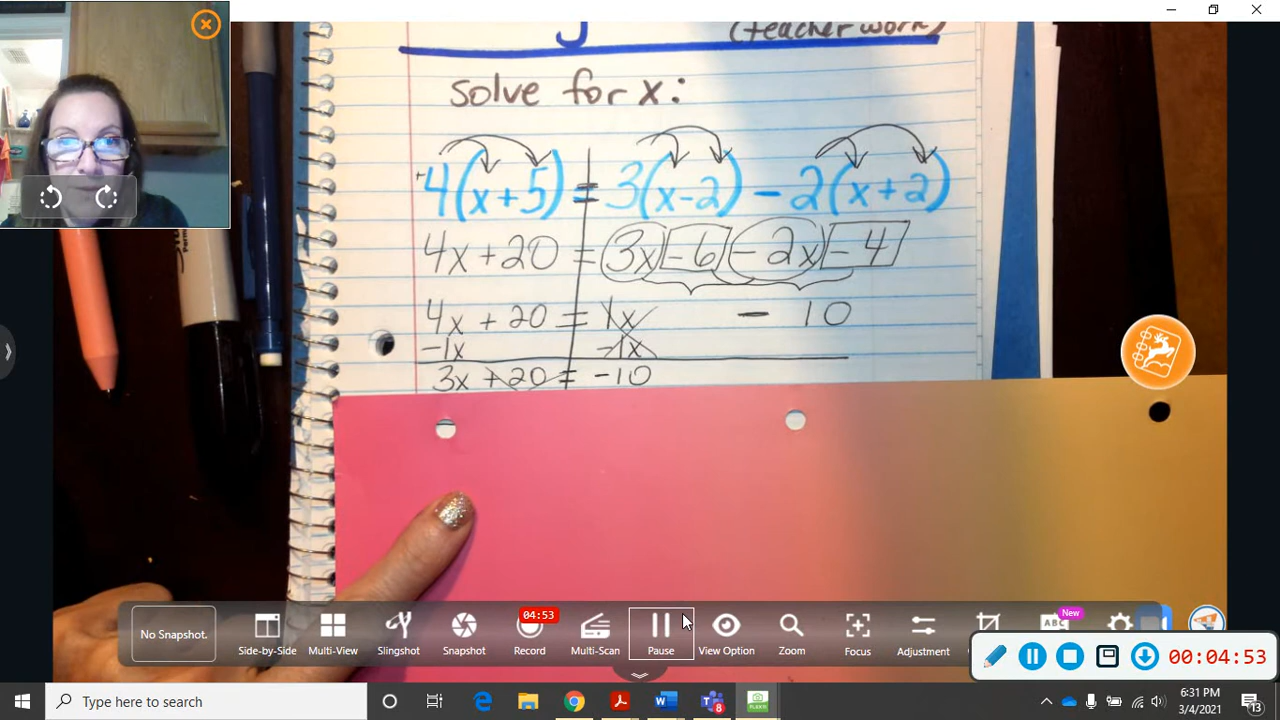 (teacher work)
solve for x:
+4(x+5) = 3(x-2) - 2(x+2)
4x+20 = 3x - 6 - 2x - 4
4x + 20 = 1x - 10
-1x -1x
3x +20 = -10
No Snapshot.
Side-by-Side
Multi-View
Slingshot
Snapshot
04:53
Record
Multi-Scan
Pause
View Option
Zoom
Focus
Adjustment
ABC
New
00:04:53
Type here to search
W
8
6:31 PM
3/4/2021
13